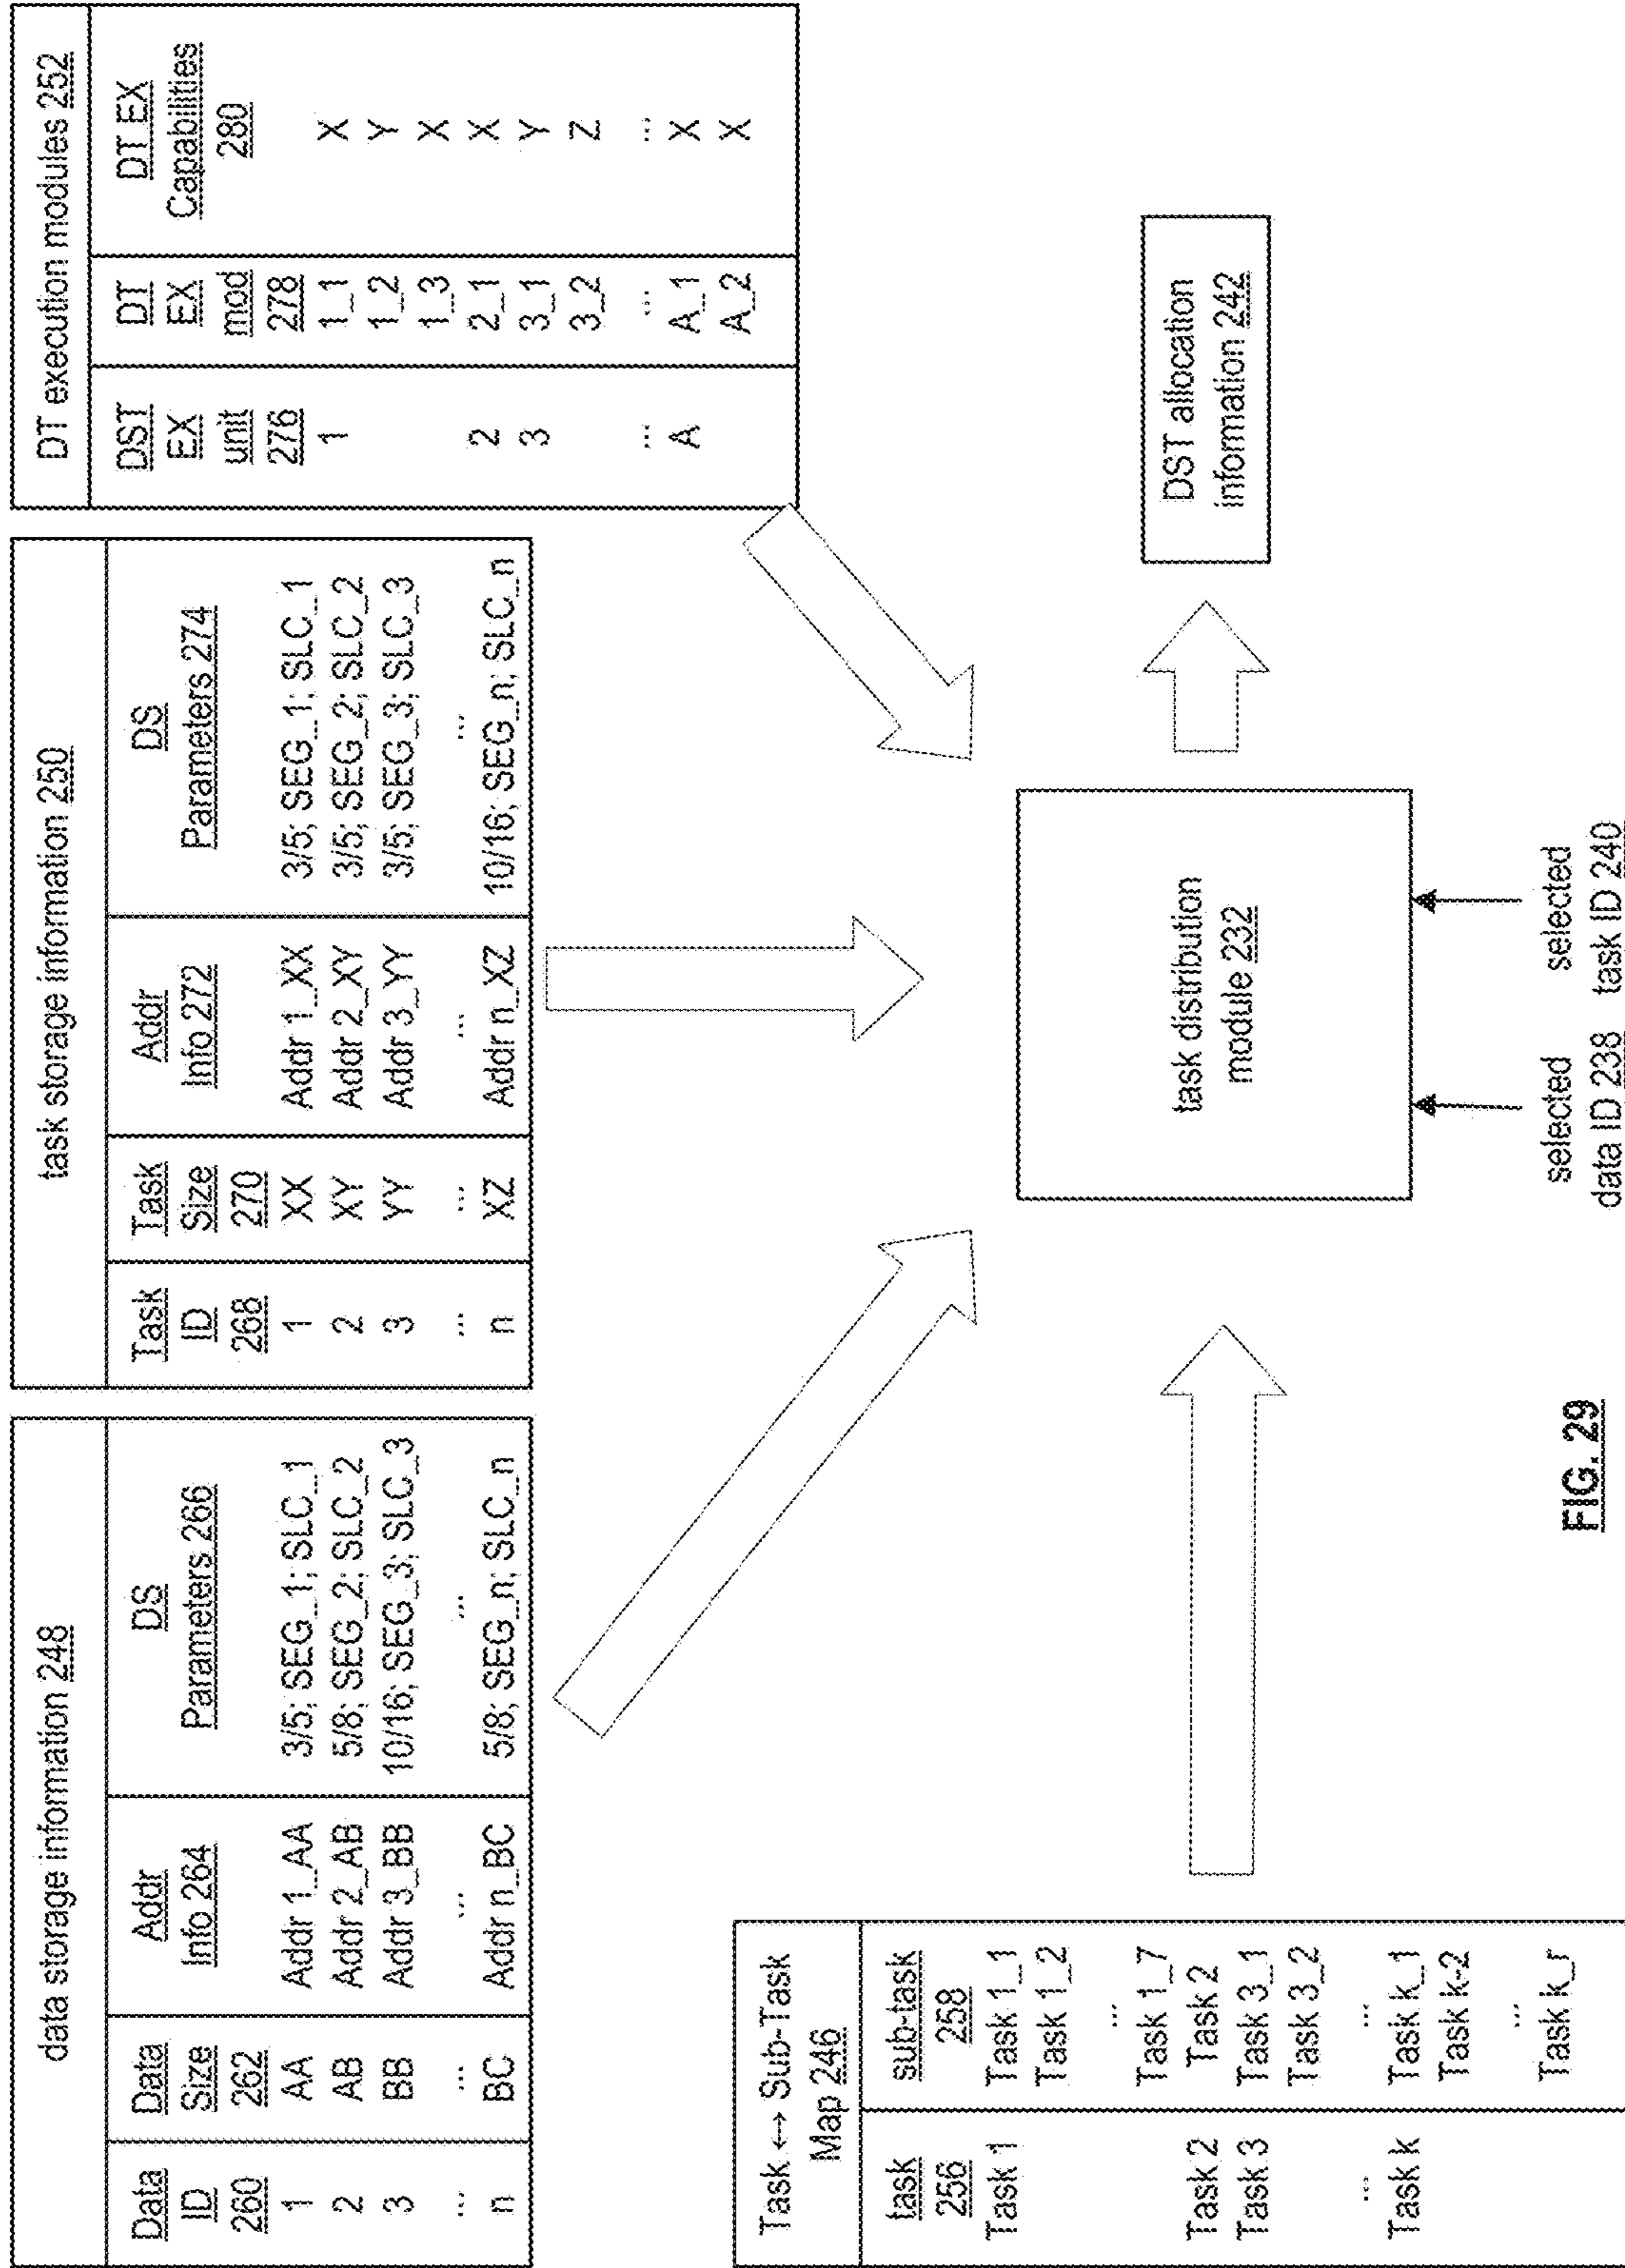 data storage information 248
Data ID 260 Data Size 262 Addr Info 264 DS Parameters 266
1 AA Addr 1_AA 3/5; SEG_1; SLC_1
2 AB Addr 2_AB 5/8; SEG_2; SLC_2
3 BB Addr 3_BB 10/16; SEG_3; SLC_3
... ... ... ...
n BC Addr n_BC 5/8; SEG_n; SLC_n
task storage information 250
Task ID 268 Task Size 270 Addr Info 272 DS Parameters 274
1 XX Addr 1_XX 3/5; SEG_1; SLC_1
2 XY Addr 2_XY 3/5; SEG_2; SLC_2
3 YY Addr 3_YY 3/5; SEG_3; SLC_3
... ... ... ...
n XZ Addr n_XZ 10/16; SEG_n; SLC_n
DT execution modules 252
DST EX unit 276 DT EX mod 278 DT EX Capabilities 280
1 1_1 X
1_2 Y
1_3 X
2 2_1 X
3 3_1 Y
3_2 Z
... ... ...
A A_1 X
A_2 X
Task ↔ Sub-Task
Map 246
task 256 sub-task 258
Task 1 Task 1_1
Task 1_2
...
Task 1_7
Task 2 Task 2
Task 3 Task 3_1
Task 3_2
... ...
Task k Task k_1
Task k-2
...
Task k_r
task distribution
module 232
DST allocation
information 242
selected
data ID 238
selected
task ID 240
FIG. 29